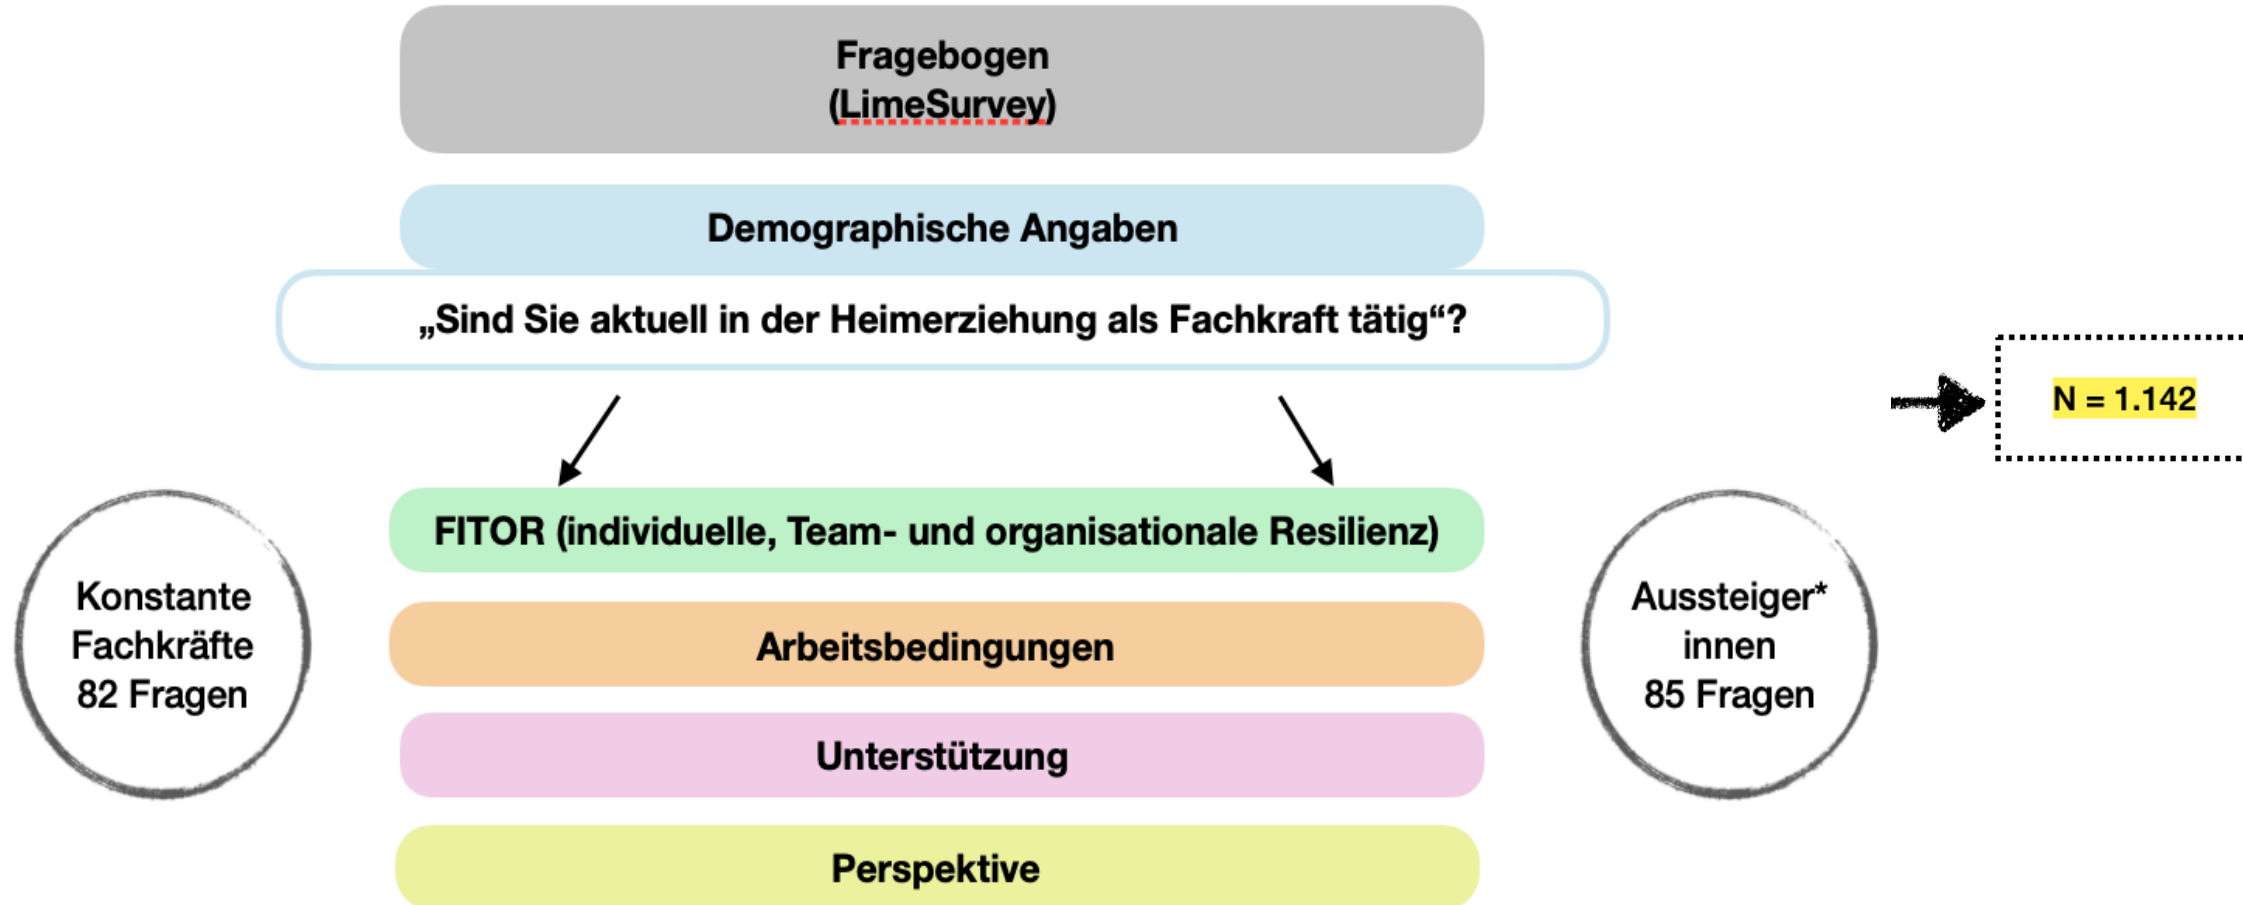 Fragebogen
(LimeSurvey)
Demographische Angaben
„Sind Sie aktuell in der Heimerziehung als Fachkraft tätig“?
N = 1.142
FITOR (individuelle, Team- und organisationale Resilienz)
Konstante
Fachkräfte
82 Fragen
Aussteiger*
innen
85 Fragen
Arbeitsbedingungen
Unterstützung
Perspektive